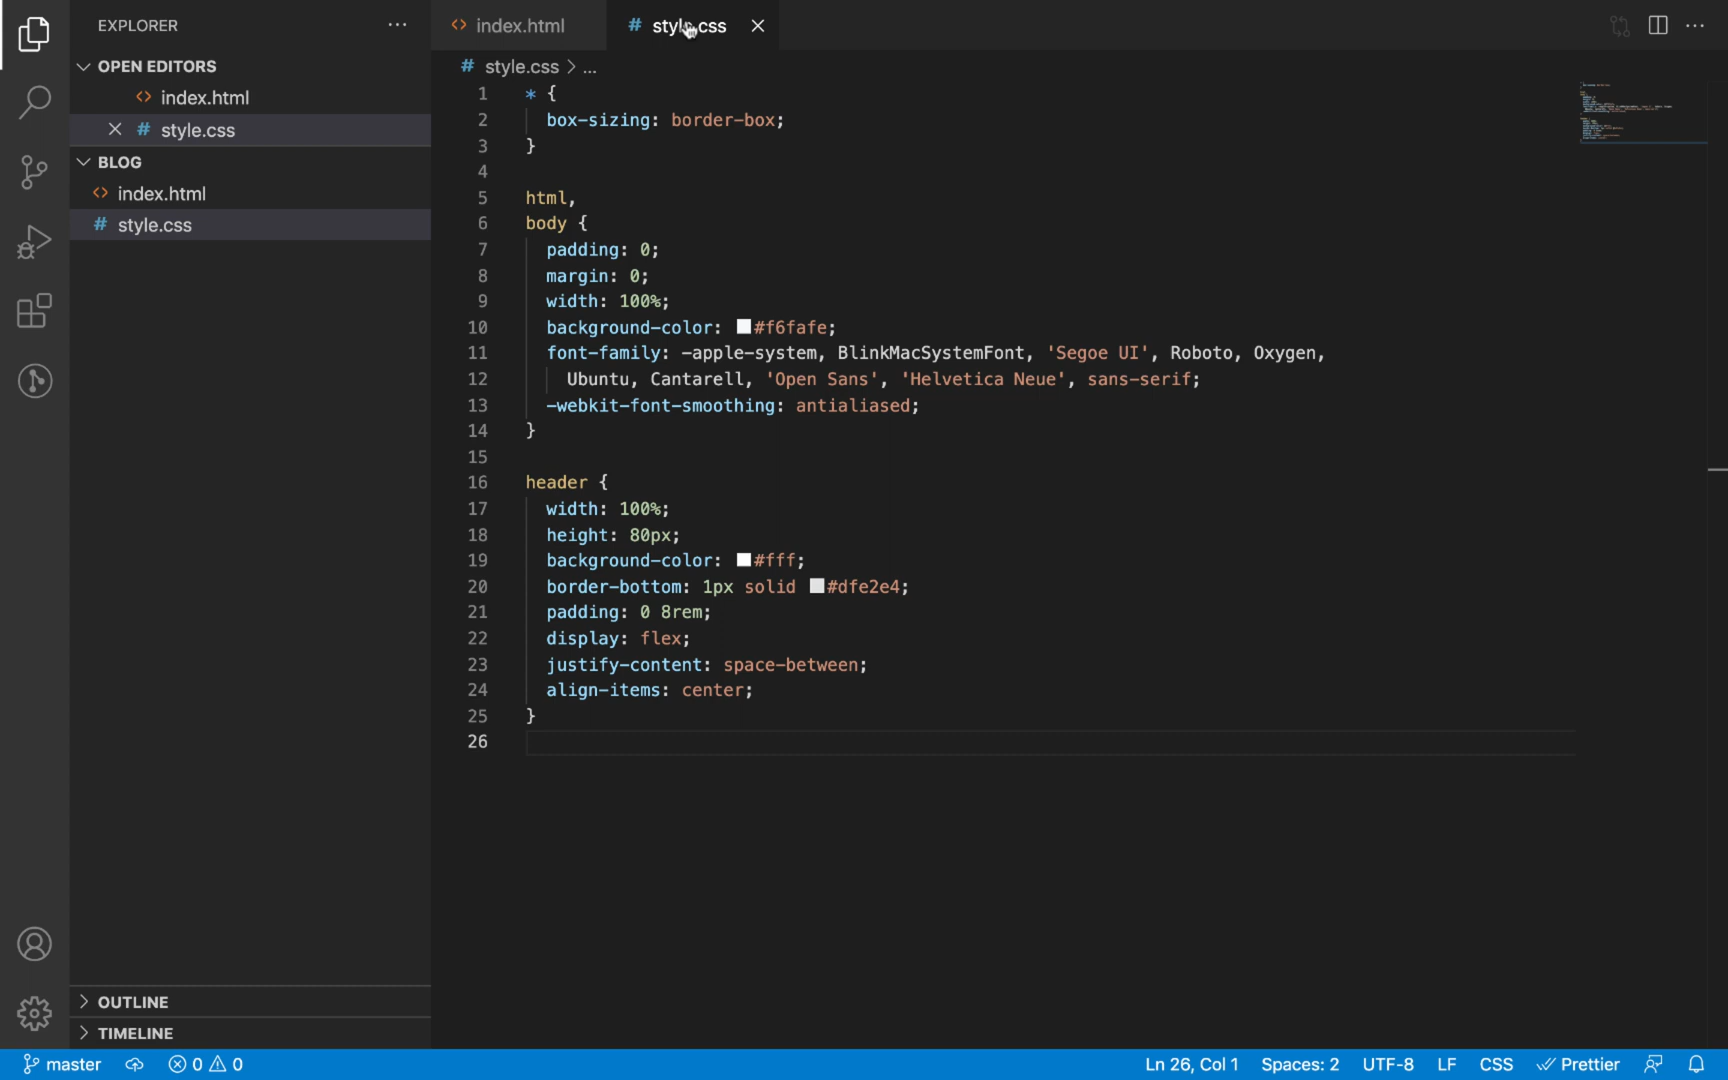 EXPLORER
OPEN EDITORS
index.html
style.css
BLOG
index.html
style.css
OUTLINE
TIMELINE
index.html
# style.css
# style.css > ...
1 * {
2 box-sizing: border-box;
3 }
4
5 html,
6 body {
7 padding: 0;
8 margin: 0;
9 width: 100%;
10 background-color: #f6fafe;
11 font-family: -apple-system, BlinkMacSystemFont, 'Segoe UI', Roboto, Oxygen,
12 Ubuntu, Cantarell, 'Open Sans', 'Helvetica Neue', sans-serif;
13 -webkit-font-smoothing: antialiased;
14 }
15
16 header {
17 width: 100%;
18 height: 80px;
19 background-color: #fff;
20 border-bottom: 1px solid #dfe2e4;
21 padding: 0 8rem;
22 display: flex;
23 justify-content: space-between;
24 align-items: center;
25 }
26
master 0 0 Ln 26, Col 1 Spaces: 2 UTF-8 LF CSS Prettier